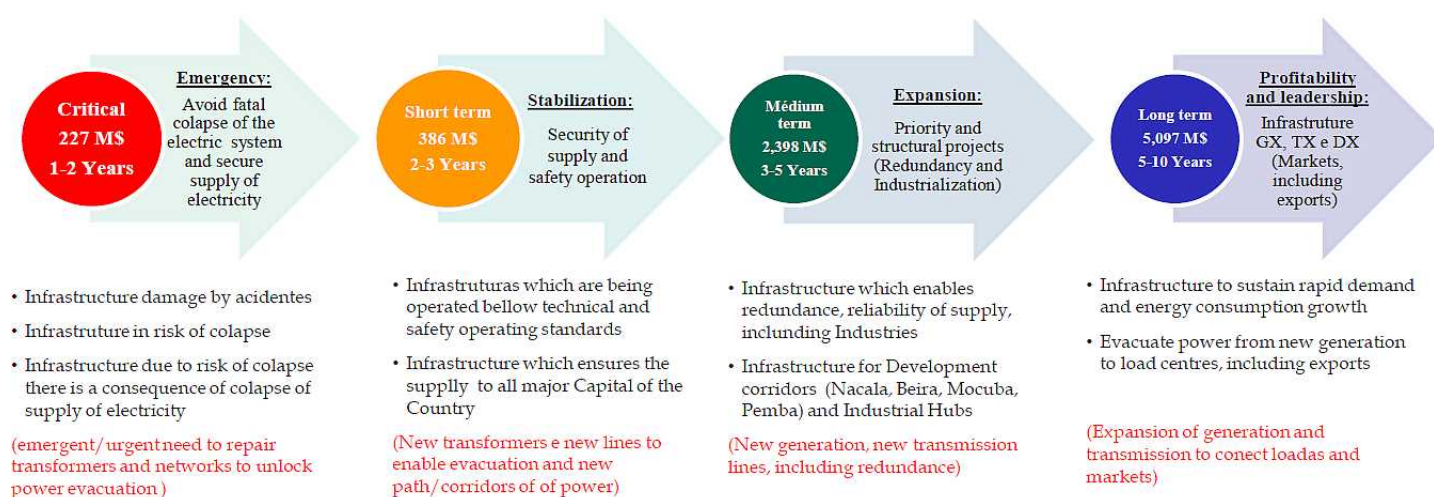 Critical
227 M$
1-2 Years
Emergency:
Avoid fatal
colapse of the
electric system
and secure
supply of
electricity
Short term
386 M$
2-3 Years
Stabilization:
Security of
supply and
safety operation
Médium
term
2,398 M$
3-5 Years
Expansion:
Priority and
structural projects
(Redundancy and
Industrialization)
Long term
5,097 M$
5-10 Years
Profitability
and leadership:
Infrastruture
GX, TX e DX
(Markets,
including
exports)
• Infrastructure damage by acidentes
• Infrastruture in risk of colapse
• Infrastructure due to risk of colapse
there is a consequence of colapse of
supply of electricity
(emergent/urgent need to repair
transformers and networks to unlock
power evacuation )
• Infrastruturas which are being
operated bellow technical and
safety operating standards
• Infrastructure which ensures the
supplly to all major Capital of the
Country
(New transformers e new lines to
enable evacuation and new
path/corridors of of power)
• Infrastructure which enables
redundance, reliability of supply,
inclunding Industries
• Infrastructure for Development
corridors (Nacala, Beira, Mocuba,
Pemba) and Industrial Hubs
(New generation, new transmission
lines, including redundance)
• Infrastructure to sustain rapid demand
and energy consumption growth
• Evacuate power from new generation
to load centres, including exports
(Expansion of generation and
transmission to conect loadas and
markets)